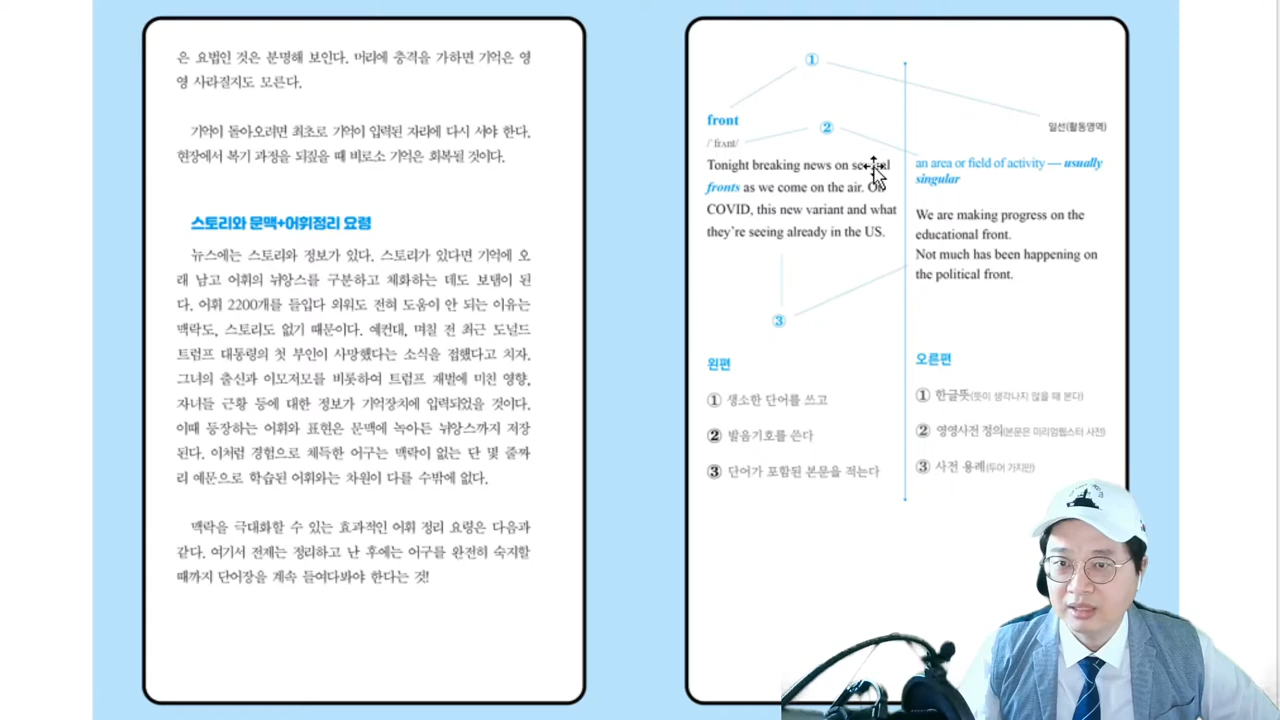 은 요법인 것은 분명해 보인다. 머리에 충격을 가하면 기억은 영
영 사라질지도 모른다.
기억이 돌아오려면 최초로 기억이 입력된 자리에 다시 서야 한다.
현장에서 복기 과정을 되짚을 때 비로소 기억은 회복될 것이다.
스토리와 문맥+어휘정리 요령
뉴스에는 스토리와 정보가 있다. 스토리가 있다면 기억에 오
래 남고 어휘의 뉘앙스를 구분하고 체화하는 데도 보탬이 된
다. 어휘 2200개를 들입다 외워도 전혀 도움이 안 되는 이유는
맥락도, 스토리도 없기 때문이다. 예컨대, 며칠 전 최근 도널드
트럼프 대통령의 첫 부인이 사망했다는 소식을 접했다고 치자.
그녀의 출신과 이모저모를 비롯하여 트럼프 재벌에 미친 영향,
자녀들 근황 등에 대한 정보가 기억장치에 입력되었을 것이다.
이때 등장하는 어휘와 표현은 문맥에 녹아든 뉘앙스까지 저장
된다. 이처럼 경험으로 체득한 어구는 맥락이 없는 단 몇 줄짜
리 예문으로 학습된 어휘와는 차원이 다를 수밖에 없다.
맥락을 극대화할 수 있는 효과적인 어휘 정리 요령은 다음과
같다. 여기서 전제는 정리하고 난 후에는 어구를 완전히 숙지할
때까지 단어장을 계속 들여다봐야 한다는 것!
①
front
②
/ˈfrʌnt/
Tonight breaking news on several
fronts as we come on the air. On
COVID, this new variant and what
they're seeing already in the US.
③
왼편
① 생소한 단어를 쓰고
② 발음기호를 쓴다
③ 단어가 포함된 본문을 적는다
일선(활동영역)
an area or field of activity — usually
singular
We are making progress on the
educational front.
Not much has been happening on
the political front.
오른편
① 한글뜻(뜻이 생각나지 않을 때 본다)
② 영영사전 정의(본문은 미리엄웹스터 사전)
③ 사전 용례(두어 가지만)